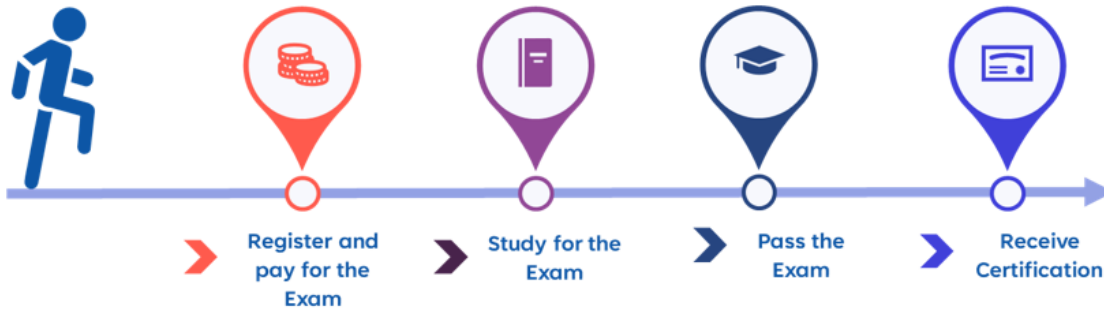 Register and
pay for the
Exam
Study for the
Exam
Pass the
Exam
Receive
Certification